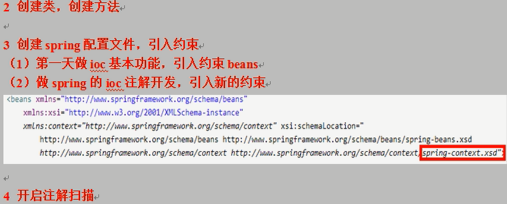 2 创建类，创建方法
3 创建 spring 配置文件，引入约束
（1）第一天做 ioc 基本功能，引入约束 beans
（2）做 spring 的 ioc 注解开发，引入新的约束
<beans xmlns="http://www.springframework.org/schema/beans"
xmlns:xsi="http://www.w3.org/2001/XMLSchema-instance"
xmlns:context="http://www.springframework.org/schema/context" xsi:schemaLocation="
http://www.springframework.org/schema/beans http://www.springframework.org/schema/beans/spring-beans.xsd
http://www.springframework.org/schema/context http://www.springframework.org/schema/context/spring-context.xsd">
4 开启注解扫描